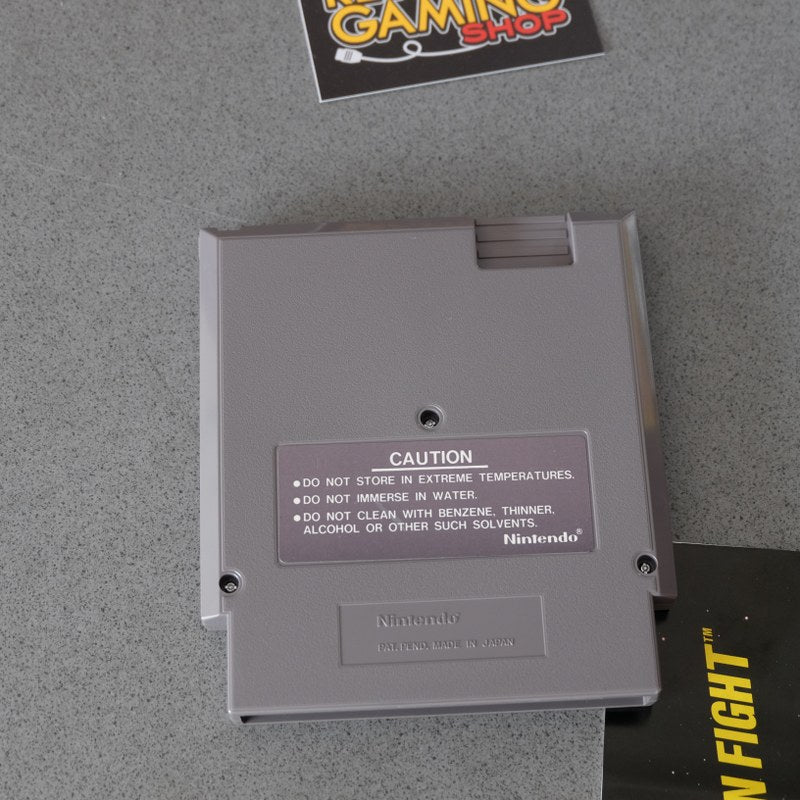 GAMING
SHOP
CAUTION
● DO NOT STORE IN EXTREME TEMPERATURES.
● DO NOT IMMERSE IN WATER.
● DO NOT CLEAN WITH BENZENE, THINNER,
ALCOHOL OR OTHER SUCH SOLVENTS.
Nintendo®
Nintendo®
PAT. PEND. MADE IN JAPAN
N FIGHT™